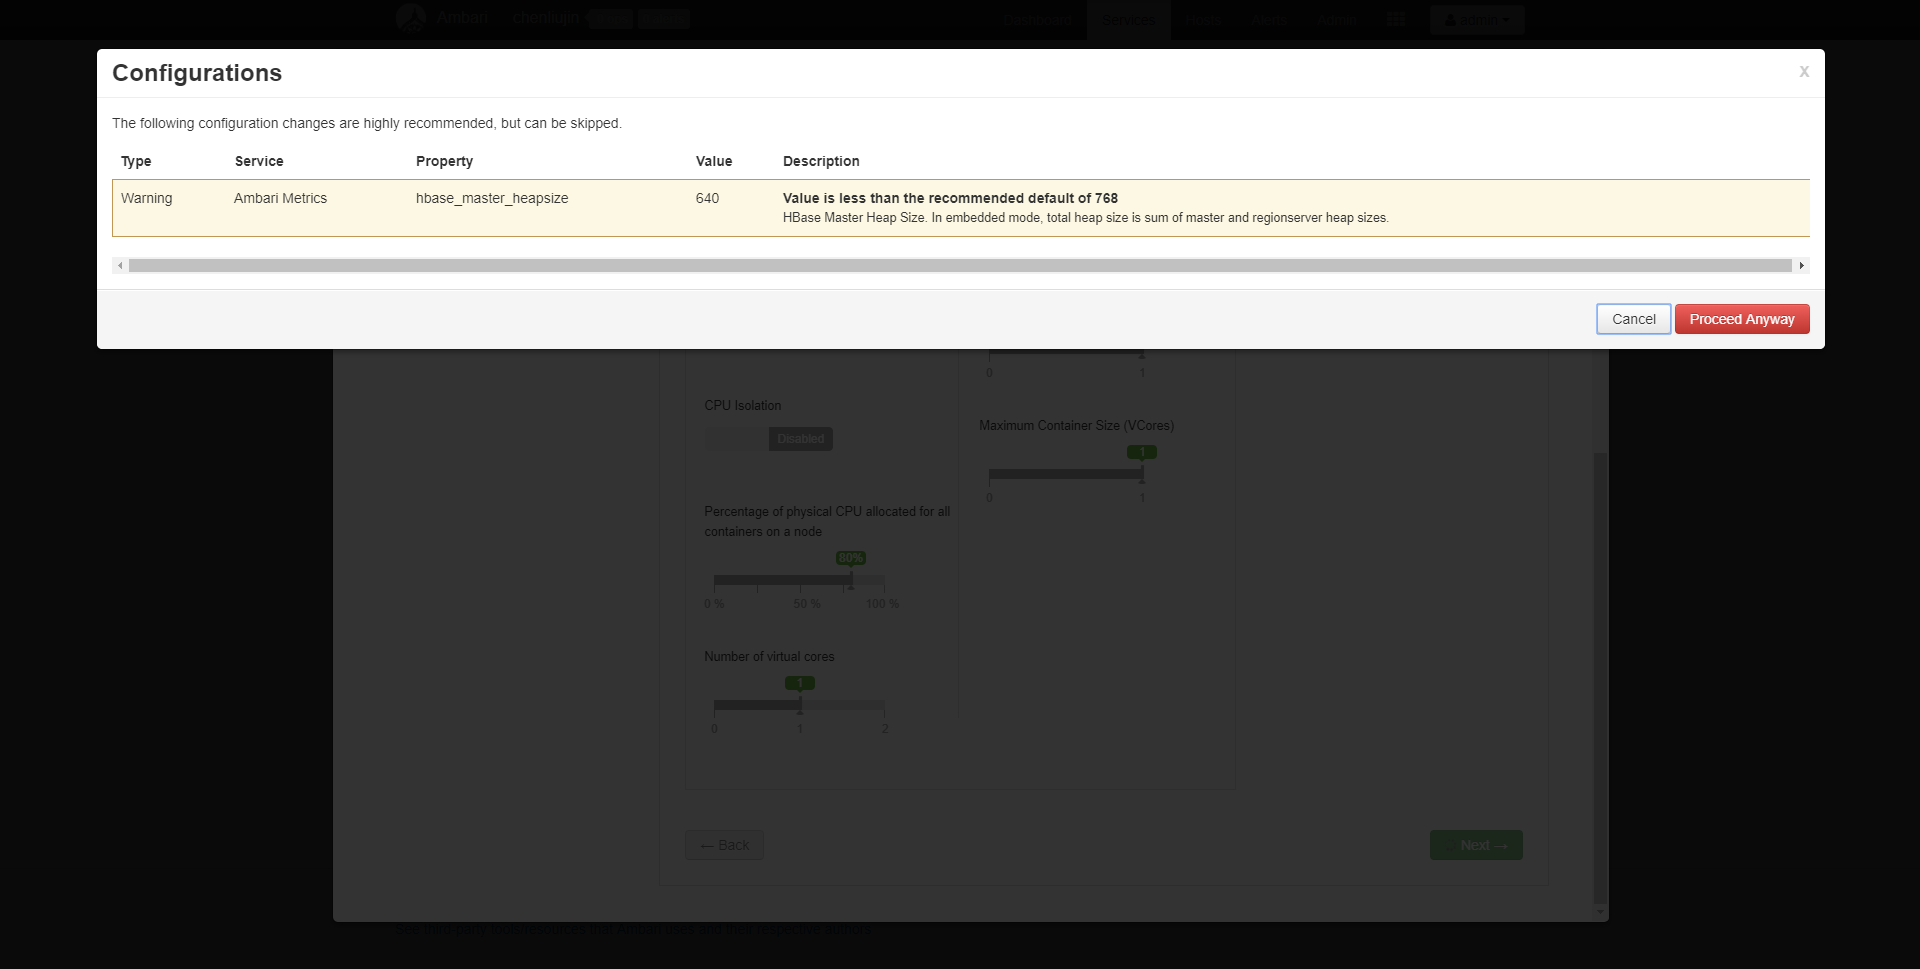 Ambari chenliujin
Dashboard Services Hosts Alerts Admin admin
Configurations
x
The following configuration changes are highly recommended, but can be skipped.
Type Service Property Value Description
Warning Ambari Metrics hbase_master_heapsize 640 Value is less than the recommended default of 768
HBase Master Heap Size. In embedded mode, total heap size is sum of master and regionserver heap sizes.
Cancel Proceed Anyway
0 1
CPU Isolation
Disabled
Maximum Container Size (VCores)
1
0 1
Percentage of physical CPU allocated for all
containers on a node
80%
0 % 50 % 100 %
Number of virtual cores
1
0 1 2
← Back Next →
See third-party tools/resources that Ambari uses and their respective authors